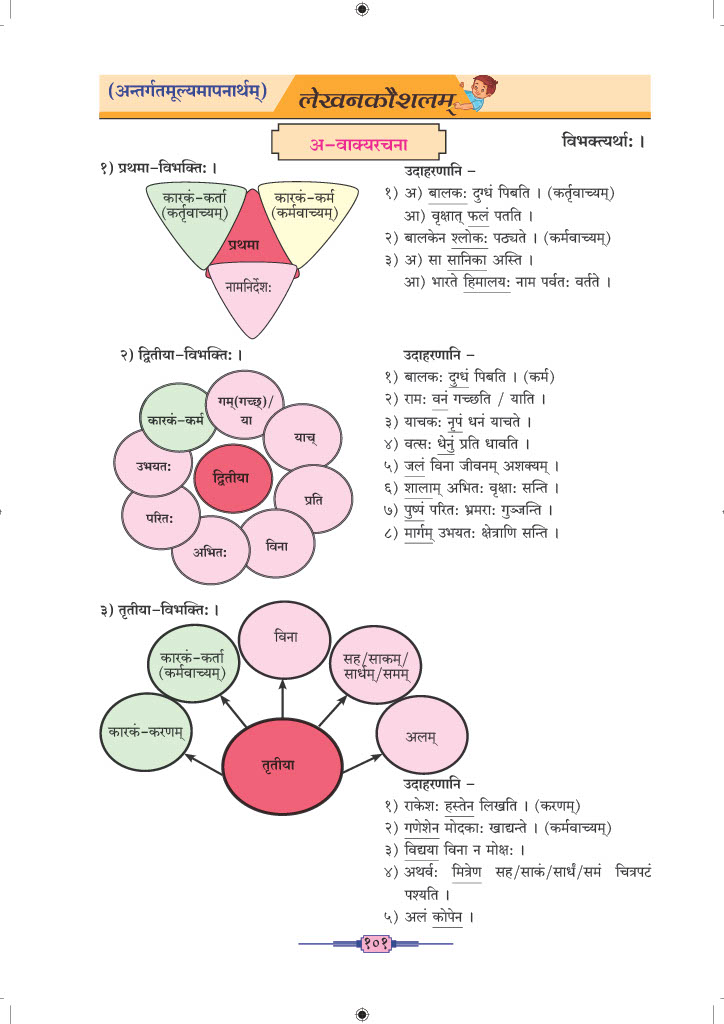 (अन्तर्गतमूल्यमापनार्थम्)
लेखनकौशलम्
अ-वाक्यरचना
विभक्त्यर्थाः ।
१) प्रथमा-विभक्तिः ।
कारकं-कर्ता
(कर्तृवाच्यम्)
कारकं-कर्म
(कर्मवाच्यम्)
प्रथमा
नामनिर्देशः
उदाहरणानि –
१) अ) बालकः दुग्धं पिबति । (कर्तृवाच्यम्)
आ) वृक्षात् फलं पतति ।
२) बालकेन श्लोकः पठ्यते । (कर्मवाच्यम्)
३) अ) सा सानिका अस्ति ।
आ) भारते हिमालयः नाम पर्वतः वर्तते ।
२) द्वितीया-विभक्तिः ।
गम्(गच्छ)/
या
कारकं-कर्म
याच्
उभयतः
द्वितीया
प्रति
परितः
विना
अभितः
उदाहरणानि –
१) बालकः दुग्धं पिबति । (कर्म)
२) रामः वनं गच्छति / याति ।
३) याचकः नृपं धनं याचते ।
४) वत्सः धेनुं प्रति धावति ।
५) जलं विना जीवनम् अशक्यम् ।
६) शालाम् अभितः वृक्षाः सन्ति ।
७) पुष्पं परितः भ्रमराः गुञ्जन्ति ।
८) मार्गम् उभयतः क्षेत्राणि सन्ति ।
३) तृतीया-विभक्तिः ।
विना
कारकं-कर्ता
(कर्मवाच्यम्)
सह/साकम्/
सार्धम्/समम्
कारकं-करणम्
अलम्
तृतीया
उदाहरणानि –
१) राकेशः हस्तेन लिखति । (करणम्)
२) गणेशेन मोदकाः खाद्यन्ते । (कर्मवाच्यम्)
३) विद्यया विना न मोक्षः ।
४) अथर्वः मित्रेण सह/साकं/सार्धं/समं चित्रपटं
पश्यति ।
५) अलं कोपेन ।
१०१